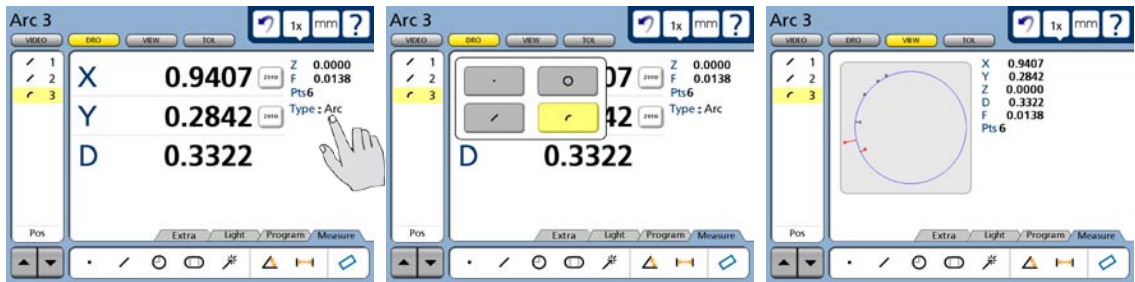 Arc 3
1x mm ?
VIDEO DRO VIEW TOL
1
2
3
X 0.9407 zero
Y 0.2842 zero
D 0.3322
Z 0.0000
F 0.0138
Pts 6
Type : Arc
Pos
Extra Light Program Measure
Arc 3
1x mm ?
VIDEO DRO VIEW TOL
1
2
3
07 zero
42 zero
D 0.3322
Z 0.0000
F 0.0138
Pts 6
Type : Arc
Pos
Extra Light Program Measure
Arc 3
1x mm ?
VIDEO DRO VIEW TOL
1
2
3
X 0.9407
Y 0.2842
Z 0.0000
D 0.3322
F 0.0138
Pts 6
Pos
Extra Light Program Measure